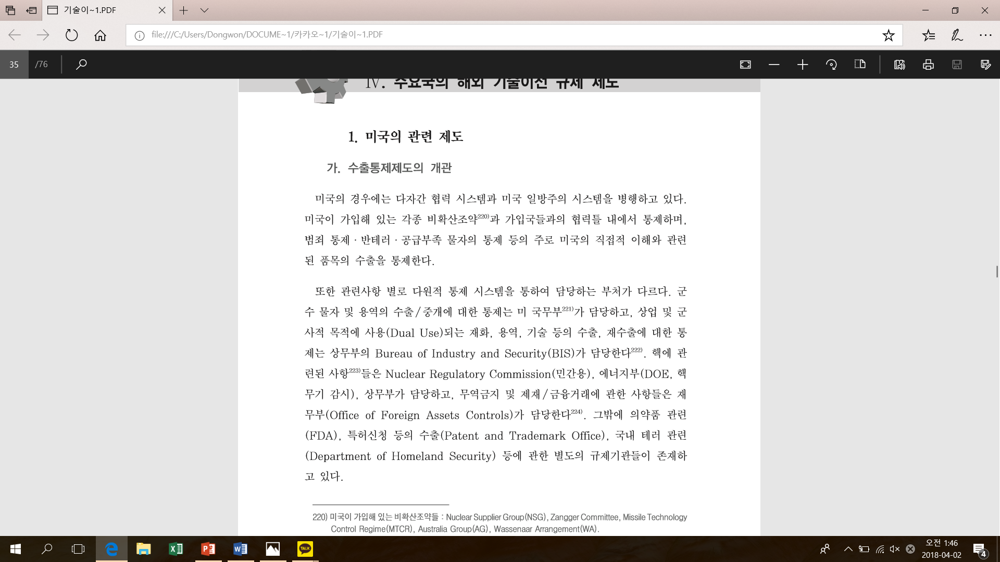 기술이~1.PDF
file:///C:/Users/Dongwon/DOCUME~1/카카오~1/기술이~1.PDF
35 /76
Ⅳ. 주요국의 해외 기술이전 규제 제도
1. 미국의 관련 제도
가. 수출통제제도의 개관
미국의 경우에는 다자간 협력 시스템과 미국 일방주의 시스템을 병행하고 있다.
미국이 가입해 있는 각종 비확산조약220)과 가입국들과의 협력틀 내에서 통제하며,
범죄 통제·반테러·공급부족 물자의 통제 등의 주로 미국의 직접적 이해와 관련
된 품목의 수출을 통제한다.
또한 관련사항 별로 다원적 통제 시스템을 통하여 담당하는 부처가 다르다. 군
수 물자 및 용역의 수출/중개에 대한 통제는 미 국무부221)가 담당하고, 상업 및 군
사적 목적에 사용(Dual Use)되는 재화, 용역, 기술 등의 수출, 재수출에 대한 통
제는 상무부의 Bureau of Industry and Security(BIS)가 담당한다222). 핵에 관
련된 사항223)들은 Nuclear Regulatory Commission(민간용), 에너지부(DOE, 핵
무기 감시), 상무부가 담당하고, 무역금지 및 제재/금융거래에 관한 사항들은 재
무부(Office of Foreign Assets Controls)가 담당한다224). 그밖에 의약품 관련
(FDA), 특허신청 등의 수출(Patent and Trademark Office), 국내 테러 관련
(Department of Homeland Security) 등에 관한 별도의 규제기관들이 존재하
고 있다.
220) 미국이 가입해 있는 비확산조약들 : Nuclear Supplier Group(NSG), Zangger Committee, Missile Technology
Control Regime(MTCR), Australia Group(AG), Wassenaar Arrangement(WA).
TALK
오전 1:46
2018-04-02
4